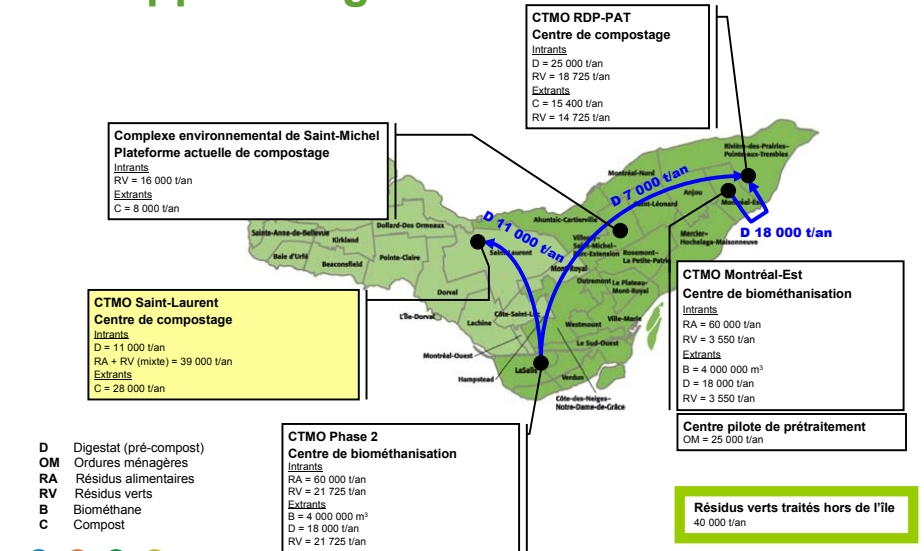 CTMO RDP-PAT
Centre de compostage
Intrants
D = 25 000 t/an
RV = 18 725 t/an
Extrants
C = 15 400 t/an
RV = 14 725 t/an
Complexe environnemental de Saint-Michel
Plateforme actuelle de compostage
Intrants
RV = 16 000 t/an
Extrants
C = 8 000 t/an
Rivière-des-Prairies–
Pointe-aux-Trembles
Montréal-Nord
Anjou
Montréal-Est
Saint-Léonard
D 7 000 t/an
D 11 000 t/an
D 18 000 t/an
Ahuntsic-Cartierville
Mercier–
Hochelaga-Maisonneuve
Villeray–
Saint-Michel–
Parc-Extension
Rosemont–
La Petite-Patrie
Sainte-Anne-de-Bellevue
Kirkland
Dollard-Des Ormeaux
Baie d'Urfé
Beaconsfield
Pointe-Claire
Saint-Laurent
Mont-Royal
Outremont
Le Plateau-
Mont-Royal
Dorval
L'Île-Dorval
Lachine
Côte-Saint-Luc
Westmount
Ville-Marie
Le Sud-Ouest
Montréal-Ouest
Hampstead
LaSalle
Verdun
Côte-des-Neiges–
Notre-Dame-de-Grâce
CTMO Saint-Laurent
Centre de compostage
Intrants
D = 11 000 t/an
RA + RV (mixte) = 39 000 t/an
Extrants
C = 28 000 t/an
CTMO Montréal-Est
Centre de biométhanisation
Intrants
RA = 60 000 t/an
RV = 3 550 t/an
Extrants
B = 4 000 000 m³
D = 18 000 t/an
RV = 3 550 t/an
Centre pilote de prétraitement
OM = 25 000 t/an
CTMO Phase 2
Centre de biométhanisation
Intrants
RA = 60 000 t/an
RV = 21 725 t/an
Extrants
B = 4 000 000 m³
D = 18 000 t/an
RV = 21 725 t/an
D Digestat (pré-compost)
OM Ordures ménagères
RA Résidus alimentaires
RV Résidus verts
B Biométhane
C Compost
Résidus verts traités hors de l'île
40 000 t/an